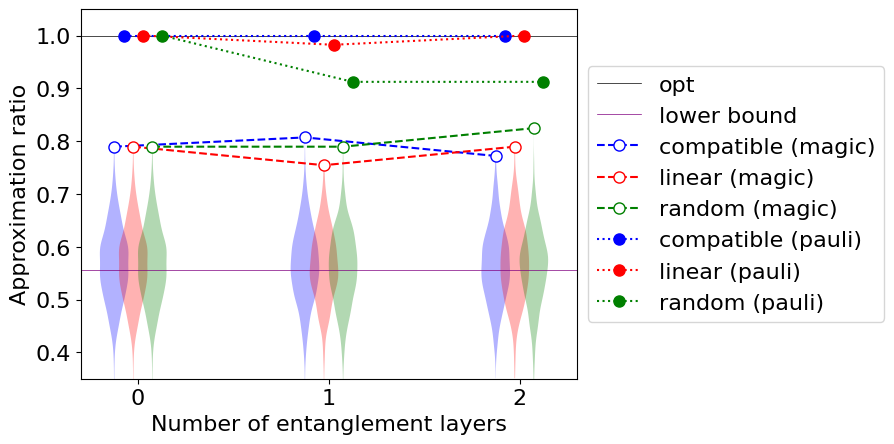 1.0
0.9
0.8
0.7
0.6
0.5
0.4
Approximation ratio
0 1 2
Number of entanglement layers
opt
lower bound
compatible (magic)
linear (magic)
random (magic)
compatible (pauli)
linear (pauli)
random (pauli)